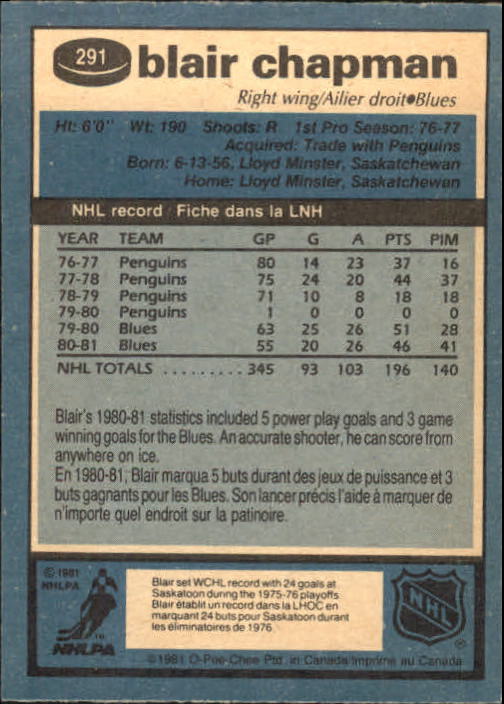 291 blair chapman
Right wing/Ailier droit•Blues
Ht: 6'0" Wt: 190 Shoots: R 1st Pro Season: 76-77
Acquired: Trade with Penguins
Born: 6-13-56, Lloyd Minster, Saskatchewan
Home: Lloyd Minster, Saskatchewan
NHL record Fiche dans la LNH
YEAR TEAM GP G A PTS PIM
76-77 Penguins 80 14 23 37 16
77-78 Penguins 75 24 20 44 37
78-79 Penguins 71 10 8 18 18
79-80 Penguins 1 0 0 0 0
79-80 Blues 63 25 26 51 28
80-81 Blues 55 20 26 46 41
NHL TOTALS ......... 345 93 103 196 140
Blair's 1980-81 statistics included 5 power play goals and 3 game
winning goals for the Blues. An accurate shooter, he can score from
anywhere on ice.
En 1980-81, Blair marqua 5 buts durant des jeux de puissance et 3
buts gagnants pour les Blues. Son lancer précis l'aide à marquer de
n'importe quel endroit sur la patinoire.
© 1981
NHLPA
NHLPA
Blair set WCHL record with 24 goals at
Saskatoon during the 1975-76 playoffs
Blair établit un record dans la LHOC en
marquant 24 buts pour Saskatoon durant
les éliminatoires de 1976.
NHL
©1981 O-Pee-Chee Ptd. in Canada Imprimé au Canada